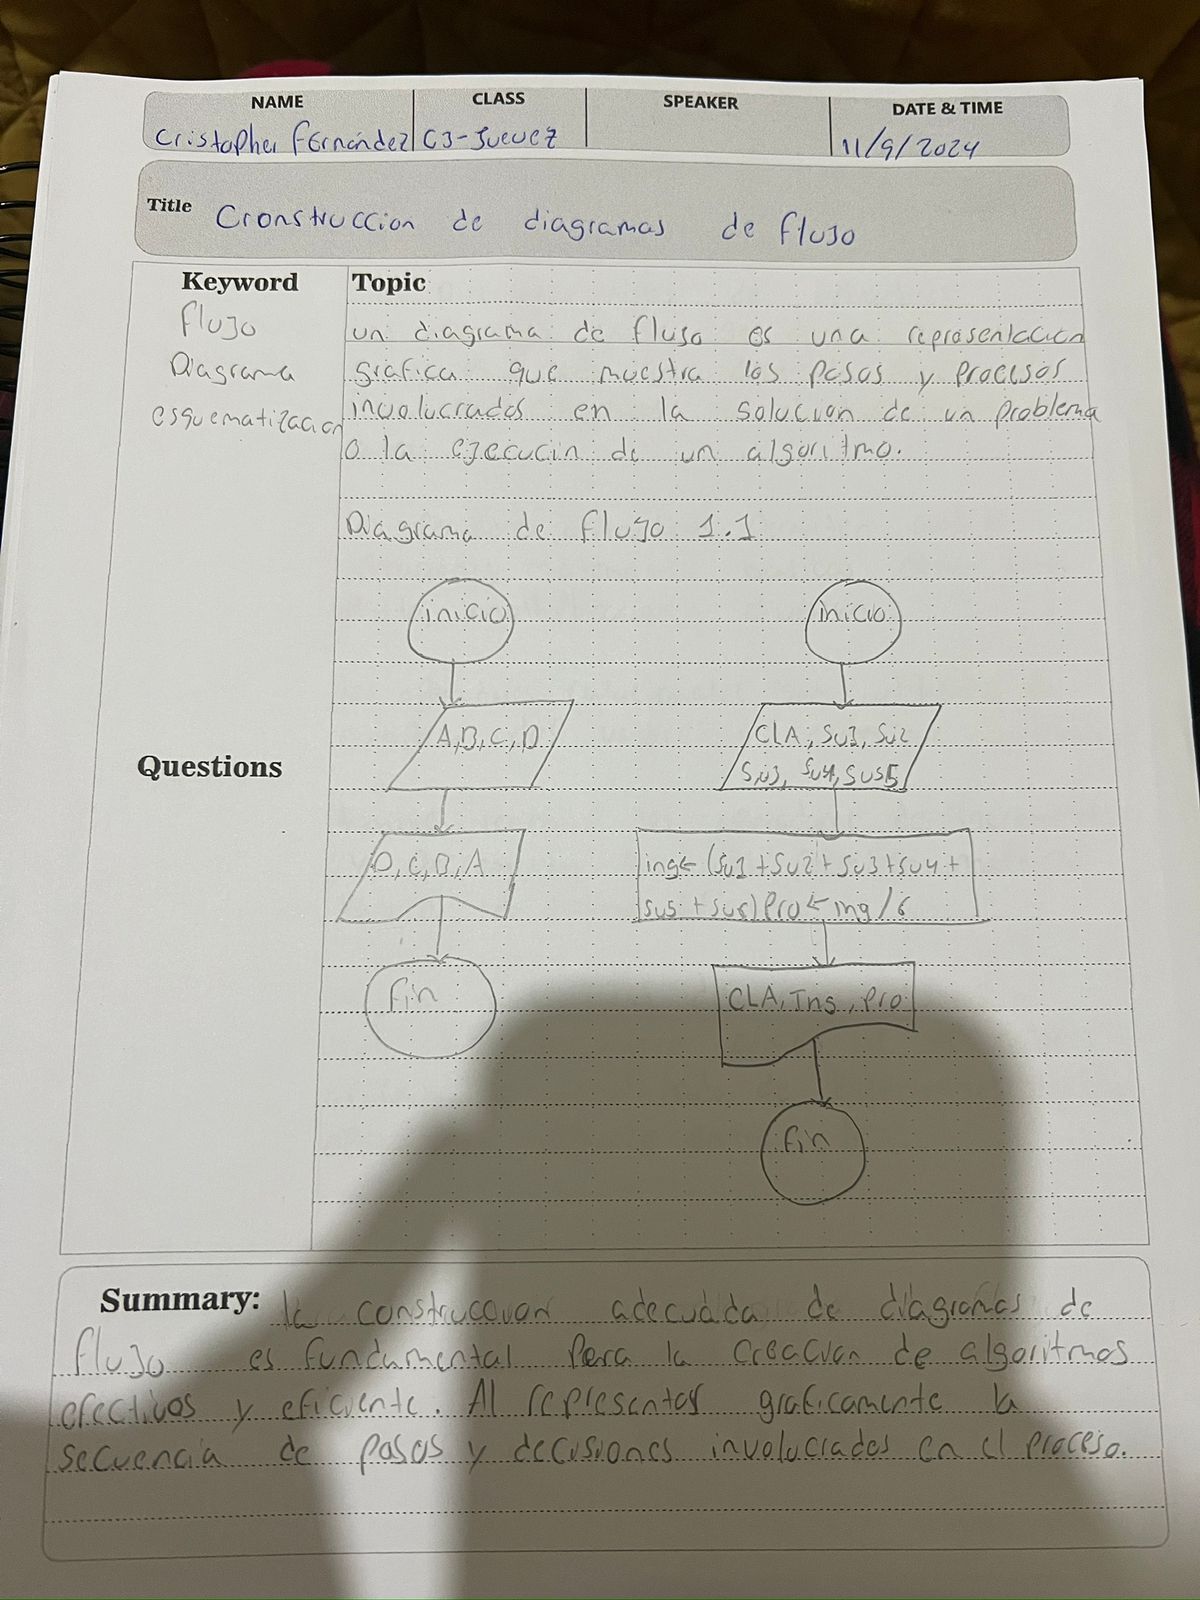 NAME CLASS SPEAKER DATE & TIME
Cristopher Fernández C3-Juevez 11/9/2024
Title Cronstruccion de diagramas de flujo
Keyword Topic
flujo
Diagrama
esquematizacion
un diagrama de flujo es una representacion
grafica que muestra los pasos y procesos
involucrados en la solucion de un problema
o la ejecucin de un algoritmo.
Diagrama de flujo 1.1
Questions
inicio
A,B,C,D
D,C,B,A
fin
inicio
CLA, Su1, Su2
Su3, Su4, Sus5
ing← (Su1+Su2+Su3+Su4+
Su5+Su6) Pro←ing/6
CLA, Ing, Pro
fin
Summary: la construccion adecuada de diagramas de
flujo es fundamental para la creacion de algoritmos
efectivos y eficiente. Al representar graficamente la
secuencia de pasos y decisiones involucrados en el proceso.